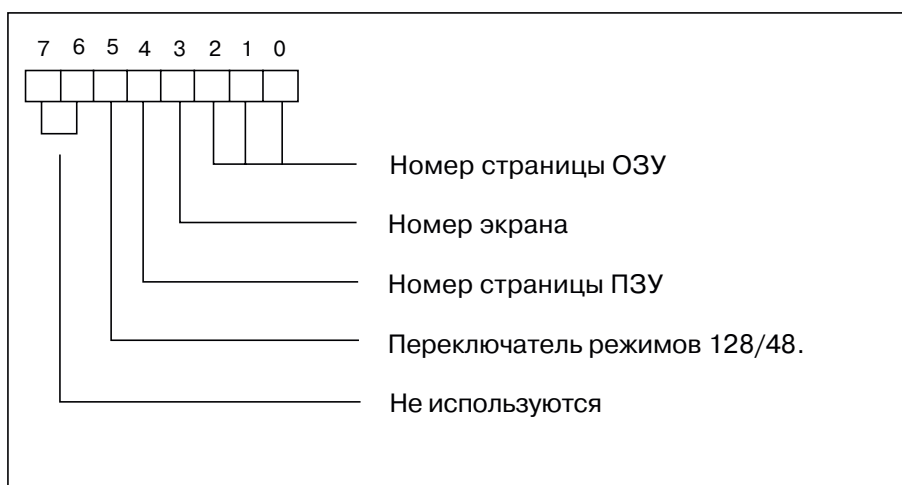 7 6 5 4 3 2 1 0
Номер страницы ОЗУ
Номер экрана
Номер страницы ПЗУ
Переключатель режимов 128/48.
Не используются